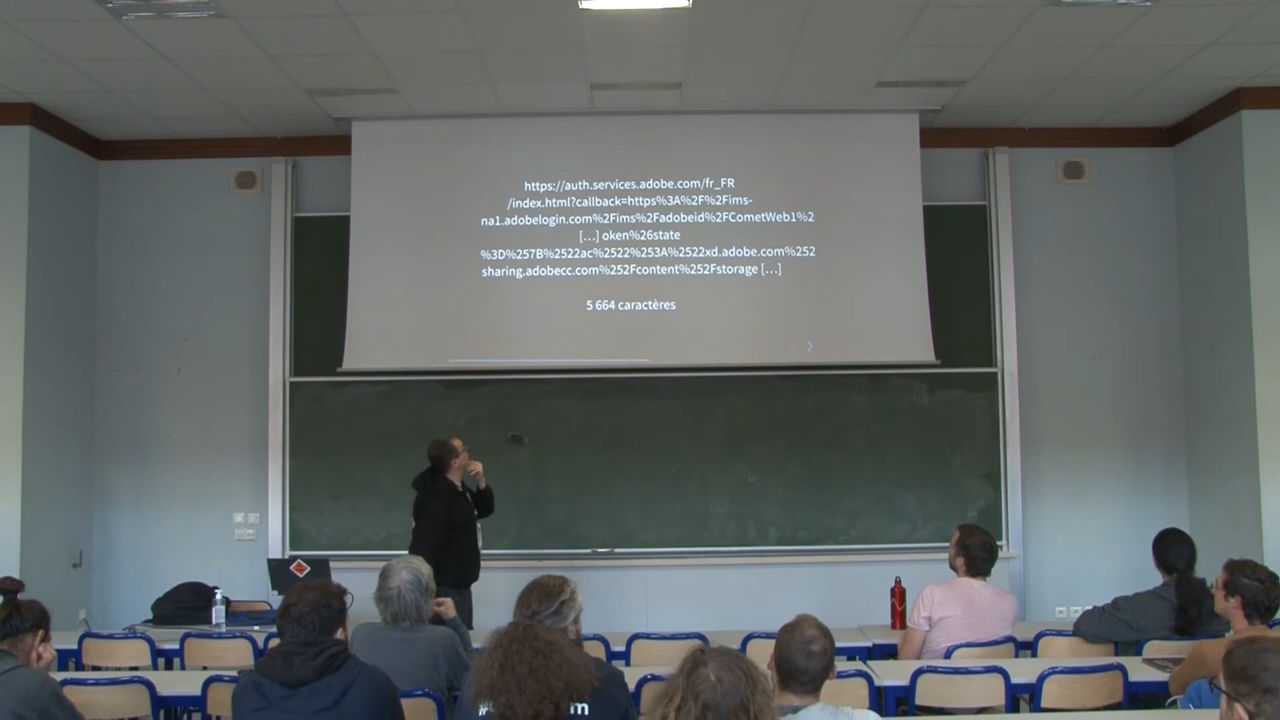 https://auth.services.adobe.com/fr_FR
/index.html?callback=https%3A%2F%2Fims-
na1.adobelogin.com%2Fims%2Fadobeid%2FCometWeb1%2
[…] oken%26state
%3D%257B%2522ac%2522%253A%2522xd.adobe.com%252
sharing.adobecc.com%252Fcontent%252Fstorage […]
5 664 caractères